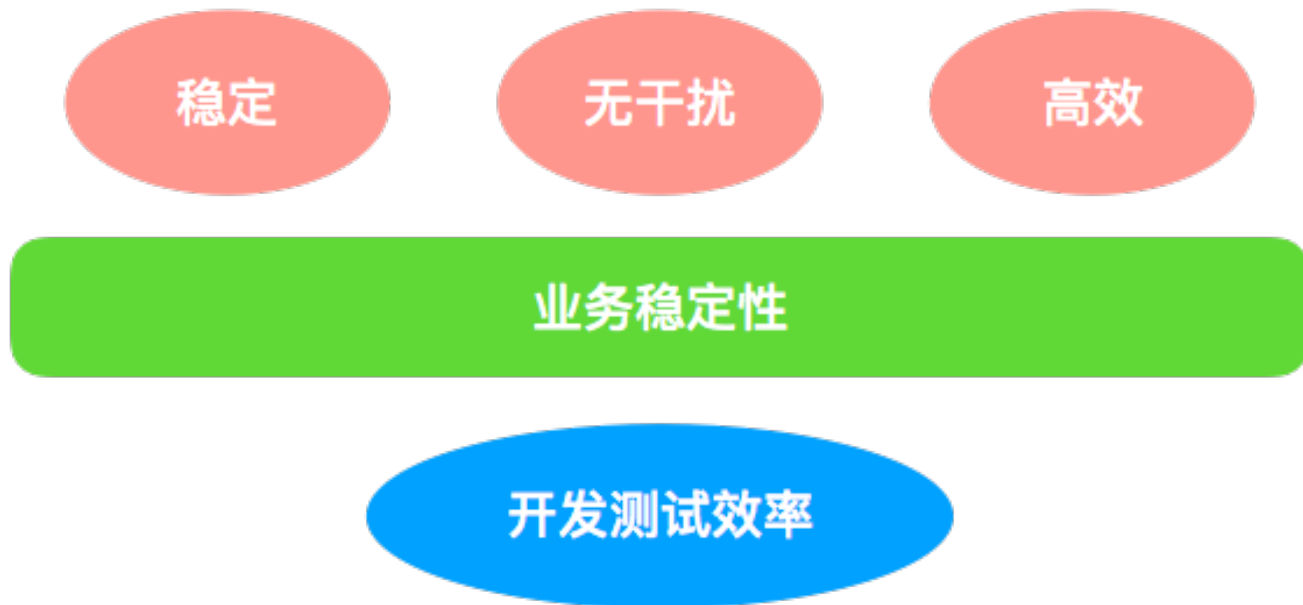 稳定
无干扰
高效
业务稳定性
开发测试效率